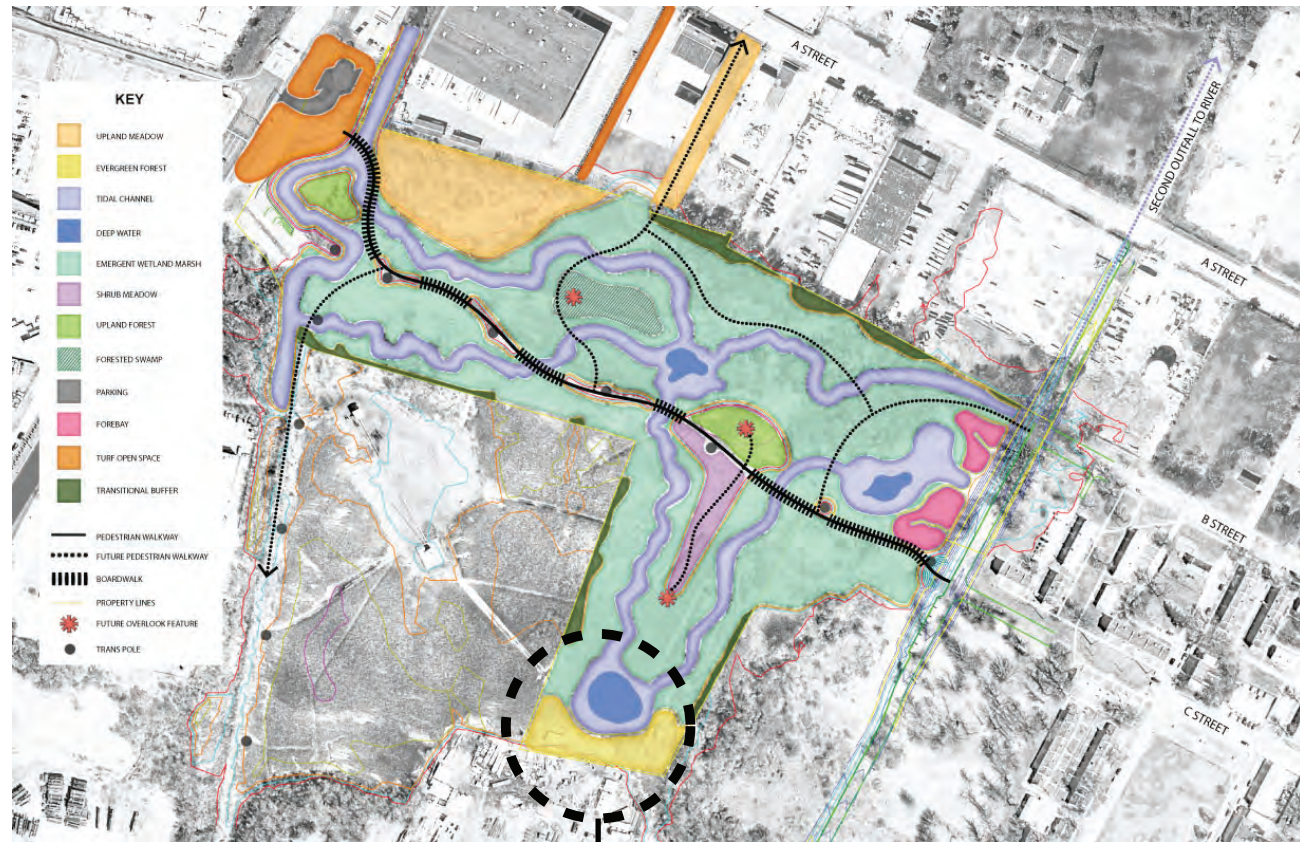 KEY
UPLAND MEADOW
EVERGREEN FOREST
TIDAL CHANNEL
DEEP WATER
EMERGENT WETLAND MARSH
SHRUB MEADOW
UPLAND FOREST
FORESTED SWAMP
PARKING
FOREBAY
TURF OPEN SPACE
TRANSITIONAL BUFFER
PEDESTRIAN WALKWAY
FUTURE PEDESTRIAN WALKWAY
BOARDWALK
PROPERTY LINES
FUTURE OVERLOOK FEATURE
TRANS POLE
A STREET
SECOND OUTFALL TO RIVER
A STREET
B STREET
C STREET